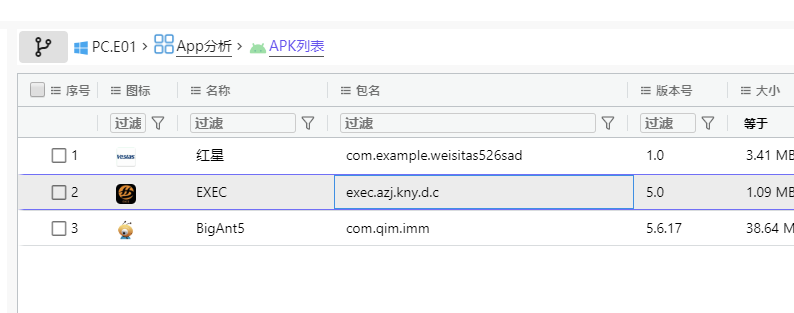 PC.E01 > App分析 > APK列表
序号 图标 名称 包名 版本号 大小
过滤 过滤 过滤 过滤 等于
1 Vestas 红星 com.example.weisitas526sad 1.0 3.41 MB
2 EXEC exec.azj.kny.d.c 5.0 1.09 MB
3 BigAnt5 com.qim.imm 5.6.17 38.64 M